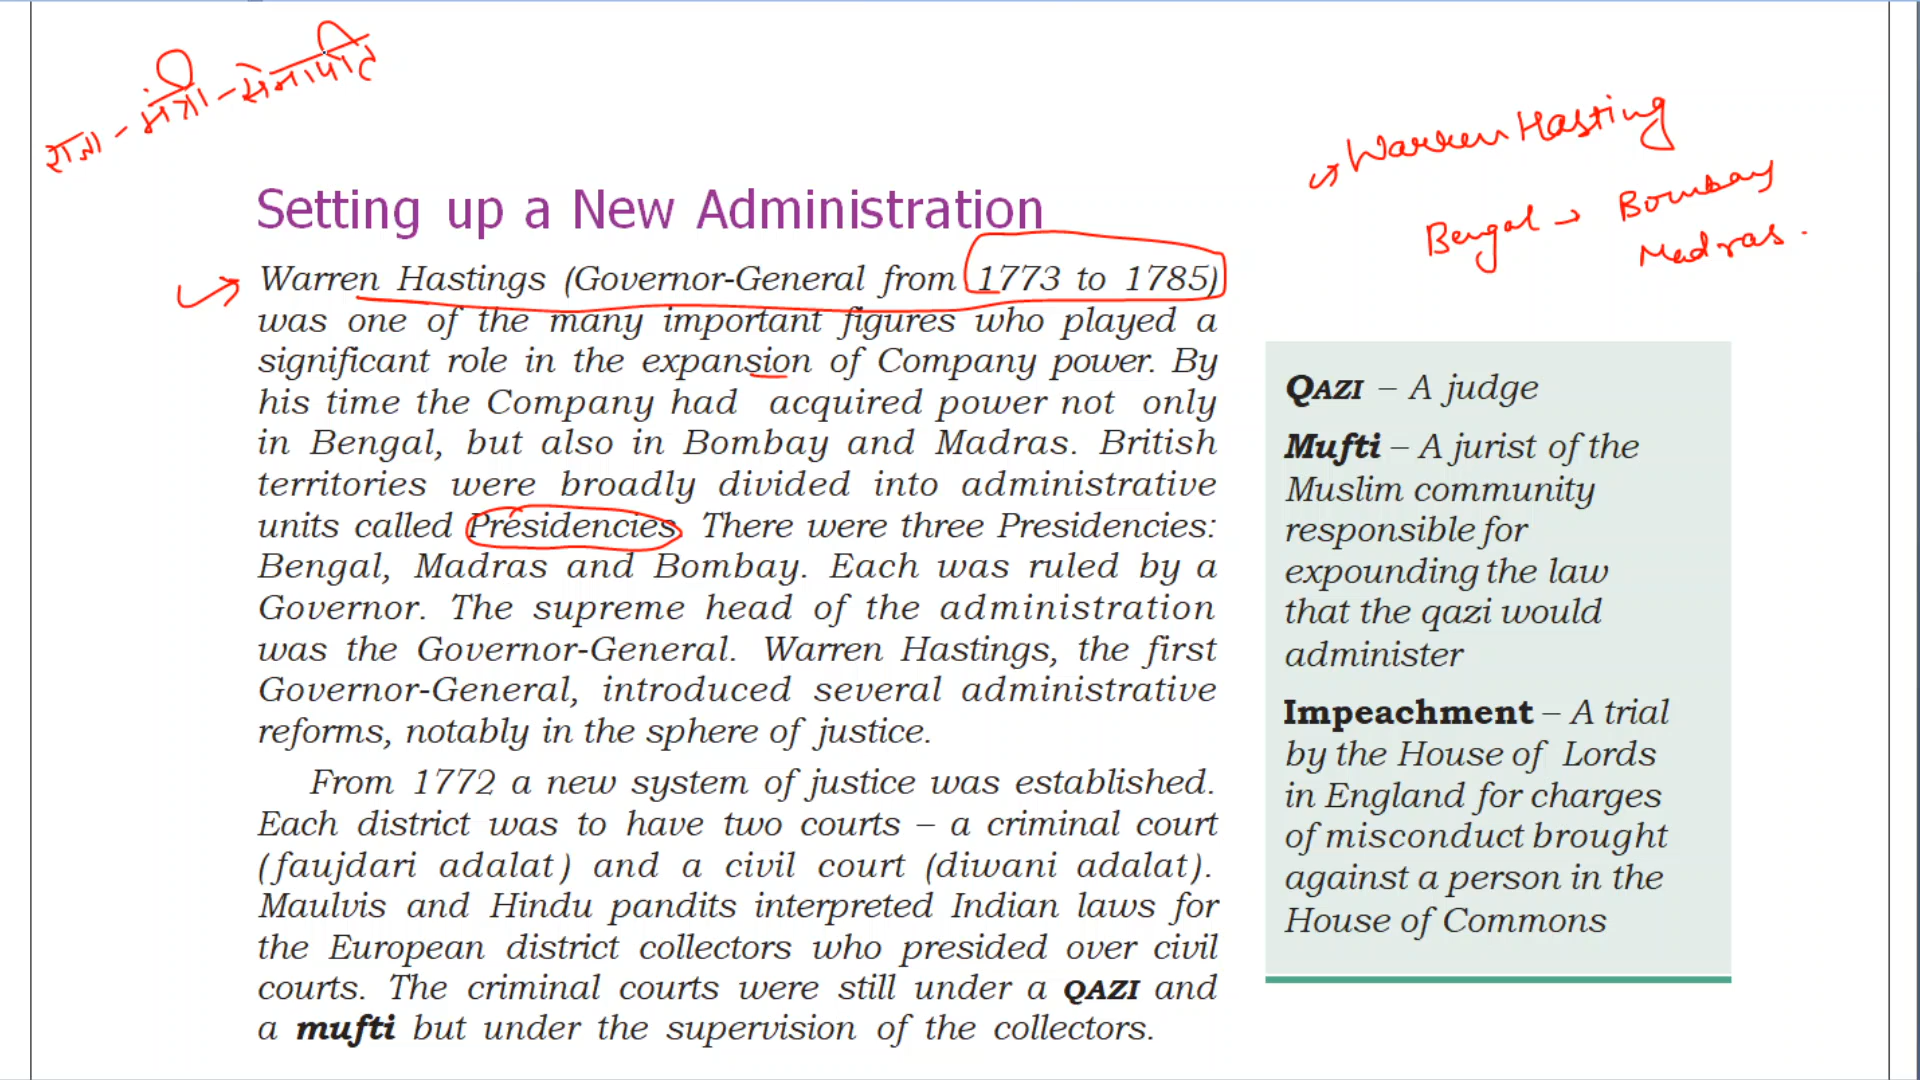 राजा - मंत्री - सेनापति
→ Warren Hasting
Bengal → Bombay
Madras.
Setting up a New Administration
Warren Hastings (Governor-General from 1773 to 1785)
was one of the many important figures who played a
significant role in the expansion of Company power. By
his time the Company had acquired power not only
in Bengal, but also in Bombay and Madras. British
territories were broadly divided into administrative
units called Presidencies. There were three Presidencies:
Bengal, Madras and Bombay. Each was ruled by a
Governor. The supreme head of the administration
was the Governor-General. Warren Hastings, the first
Governor-General, introduced several administrative
reforms, notably in the sphere of justice.
From 1772 a new system of justice was established.
Each district was to have two courts – a criminal court
(faujdari adalat) and a civil court (diwani adalat).
Maulvis and Hindu pandits interpreted Indian laws for
the European district collectors who presided over civil
courts. The criminal courts were still under a QAZI and
a mufti but under the supervision of the collectors.
QAZI – A judge
Mufti – A jurist of the
Muslim community
responsible for
expounding the law
that the qazi would
administer
Impeachment – A trial
by the House of Lords
in England for charges
of misconduct brought
against a person in the
House of Commons